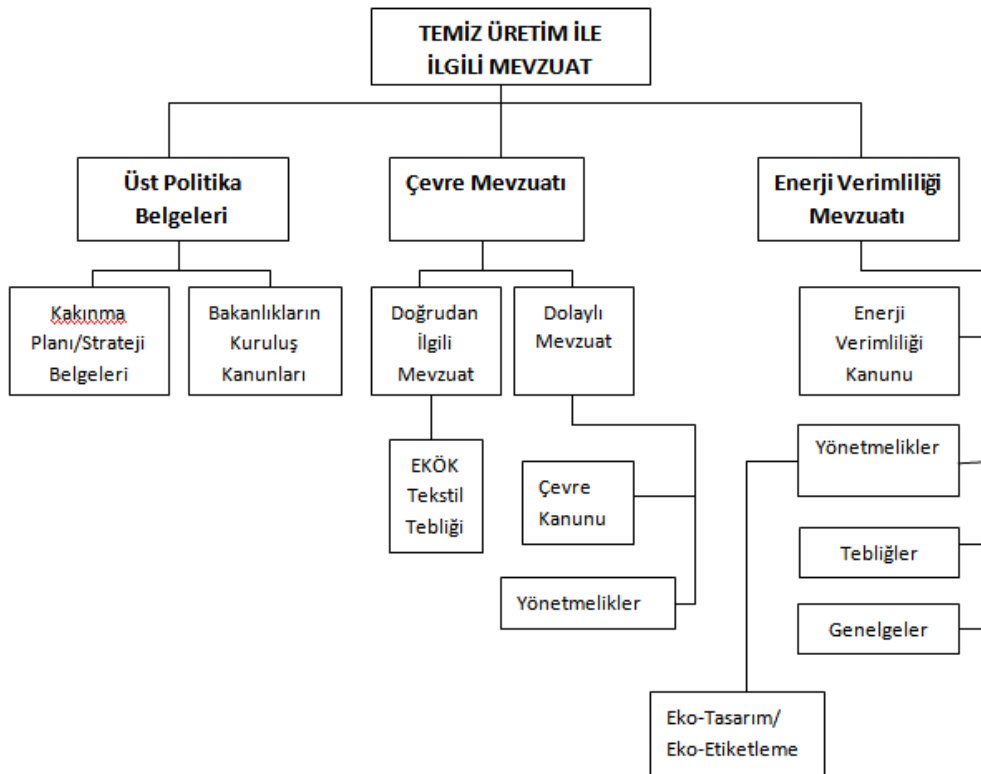 TEMİZ ÜRETİM İLE
İLGİLİ MEVZUAT
Üst Politika
Belgeleri
Çevre Mevzuatı
Enerji Verimliliği
Mevzuatı
Kakınma
Planı/Strateji
Belgeleri
Bakanlıkların
Kuruluş
Kanunları
Doğrudan
İlgili
Mevzuat
Dolaylı
Mevzuat
Enerji
Verimliliği
Kanunu
EKÖK
Tekstil
Tebliği
Çevre
Kanunu
Yönetmelikler
Yönetmelikler
Tebliğler
Genelgeler
Eko-Tasarım/
Eko-Etiketleme